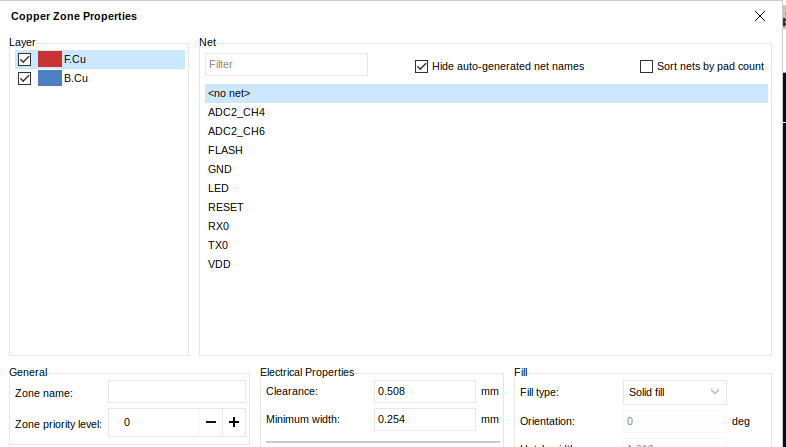 Copper Zone Properties
Layer
F.Cu
B.Cu
Net
Filter
Hide auto-generated net names
Sort nets by pad count
<no net>
ADC2_CH4
ADC2_CH6
FLASH
GND
LED
RESET
RX0
TX0
VDD
General
Zone name:
Zone priority level: 0
Electrical Properties
Clearance: 0.508 mm
Minimum width: 0.254 mm
Fill
Fill type: Solid fill
Orientation: 0 deg